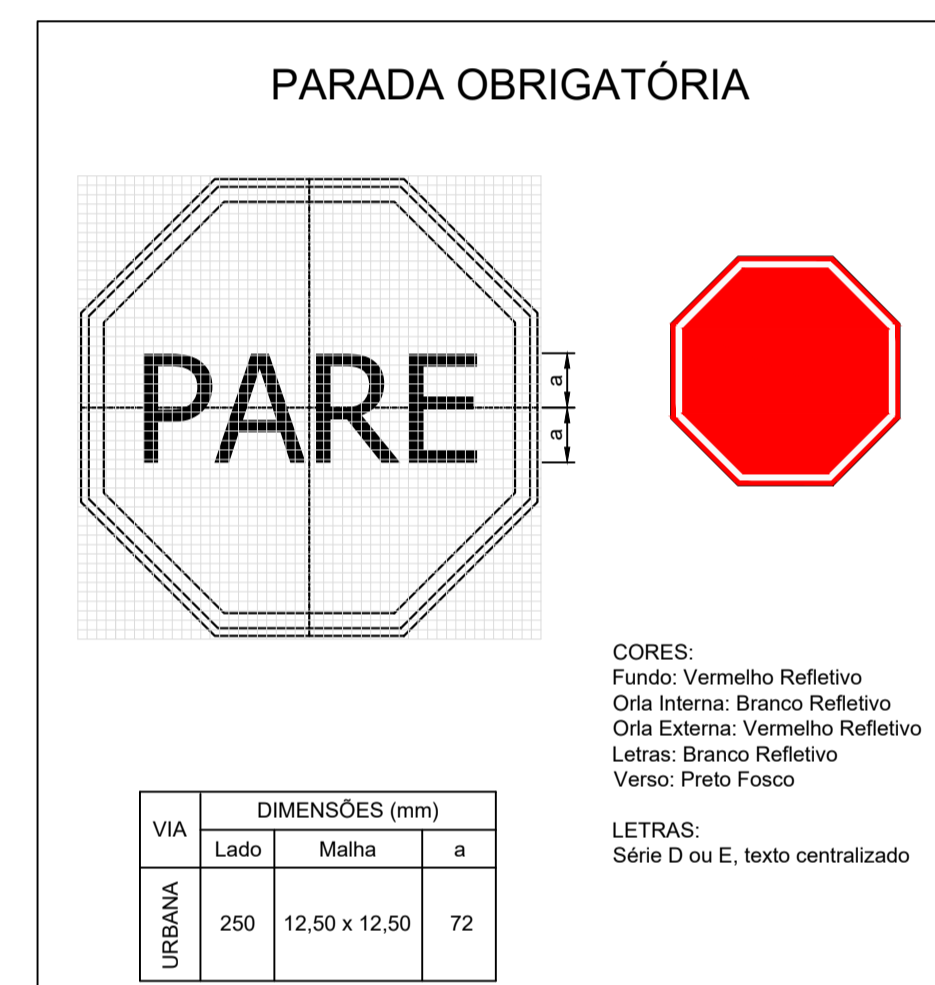 PARADA OBRIGATÓRIA
PARE
a
a
CORES:
Fundo: Vermelho Refletivo
Orla Interna: Branco Refletivo
Orla Externa: Vermelho Refletivo
Letras: Branco Refletivo
Verso: Preto Fosco
LETRAS:
Série D ou E, texto centralizado
VIA
DIMENSÕES (mm)
Lado Malha a
URBANA 250 12,50 x 12,50 72